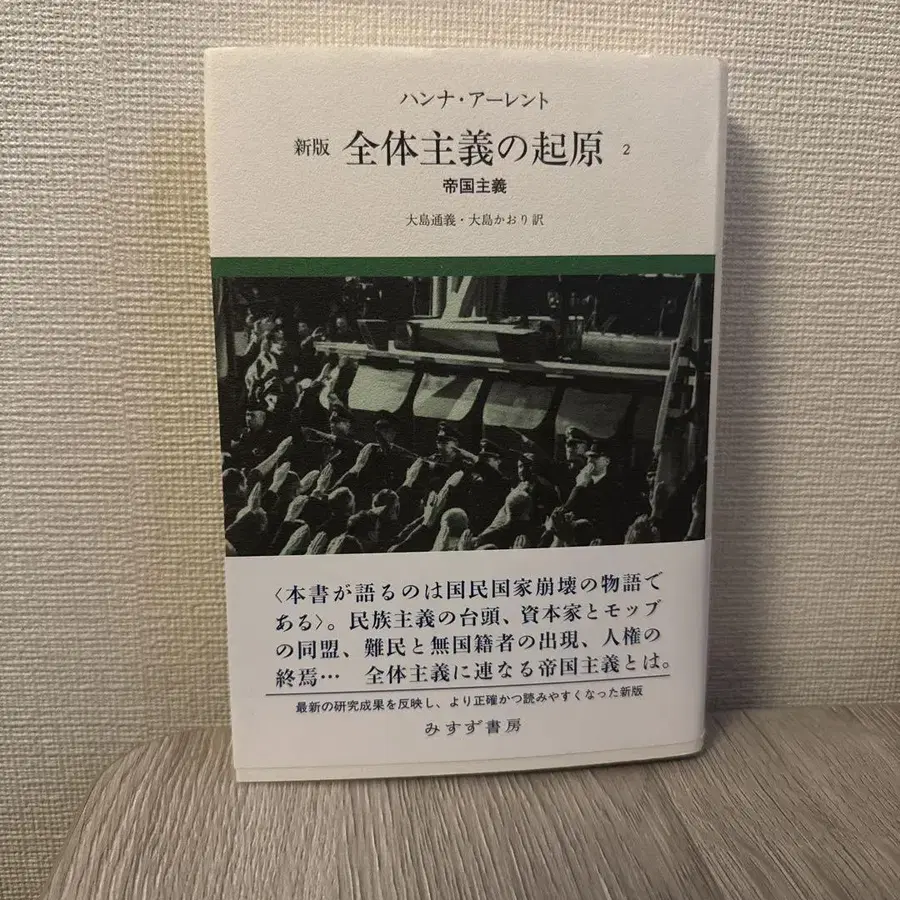 ハンナ・アーレント
新版 全体主義の起原 2
帝国主義
大島通義・大島かおり訳
〈本書が語るのは国民国家崩壊の物語で
ある〉。民族主義の台頭、資本家とモッブ
の同盟、難民と無国籍者の出現、人権の
終焉… 全体主義に連なる帝国主義とは。
最新の研究成果を反映し、より正確かつ読みやすくなった新版
みすず書房